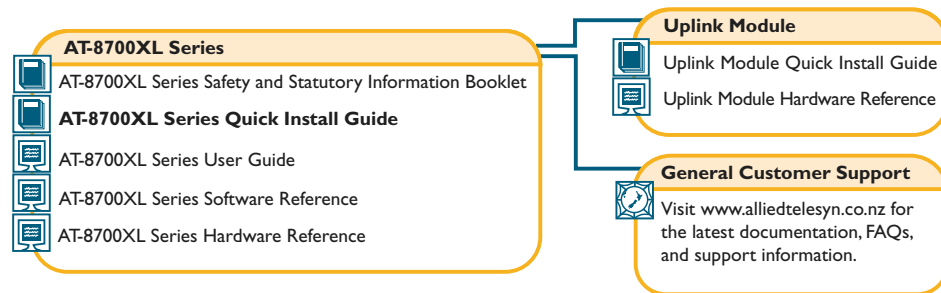 AT-8700XL Series
AT-8700XL Series Safety and Statutory Information Booklet
AT-8700XL Series Quick Install Guide
AT-8700XL Series User Guide
AT-8700XL Series Software Reference
AT-8700XL Series Hardware Reference
Uplink Module
Uplink Module Quick Install Guide
Uplink Module Hardware Reference
General Customer Support
Visit www.alliedtelesyn.co.nz for
the latest documentation, FAQs,
and support information.